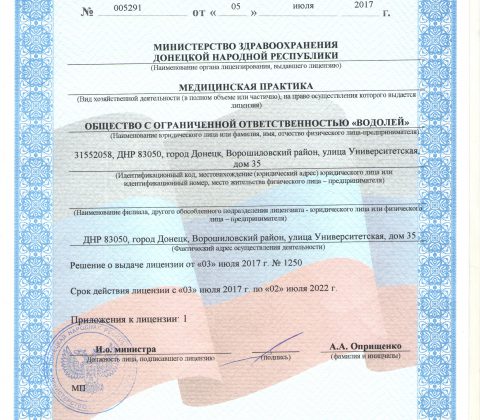 № 005291 от « 05 » июля 2017 г.
МИНИСТЕРСТВО ЗДРАВООХРАНЕНИЯ
ДОНЕЦКОЙ НАРОДНОЙ РЕСПУБЛИКИ
(Наименование органа лицензирования, выдавшего лицензию)
МЕДИЦИНСКАЯ ПРАКТИКА
(Вид хозяйственной деятельности (в полном объеме или частично), на право осуществления которого выдается
лицензия)
ОБЩЕСТВО С ОГРАНИЧЕННОЙ ОТВЕТСТВЕННОСТЬЮ «ВОДОЛЕЙ»
(Наименование юридического лица или фамилия, имя, отчество физического лица-предпринимателя)
31552058, ДНР 83050, город Донецк, Ворошиловский район, улица Университетская,
дом 35
(Идентификационный код, местонахождение (юридический адрес) юридического лица или
идентификационный номер, место жительства физического лица – предпринимателя)
(Наименование филиала, другого обособленного подразделения лицензиата - юридического лица или физического
лица – предпринимателя)
ДНР 83050, город Донецк, Ворошиловский район, улица Университетская, дом 35
(Фактический адрес осуществления деятельности)
Решение о выдаче лицензии от «03» июля 2017 г. № 1250
Срок действия лицензии с «03» июля 2017 г. по «02» июля 2022 г.
Приложения к лицензии: 1
И.о. министра А.А. Оприщенко
Должность лица, подписавшего лицензию (подпись) (фамилия и инициалы)
МП